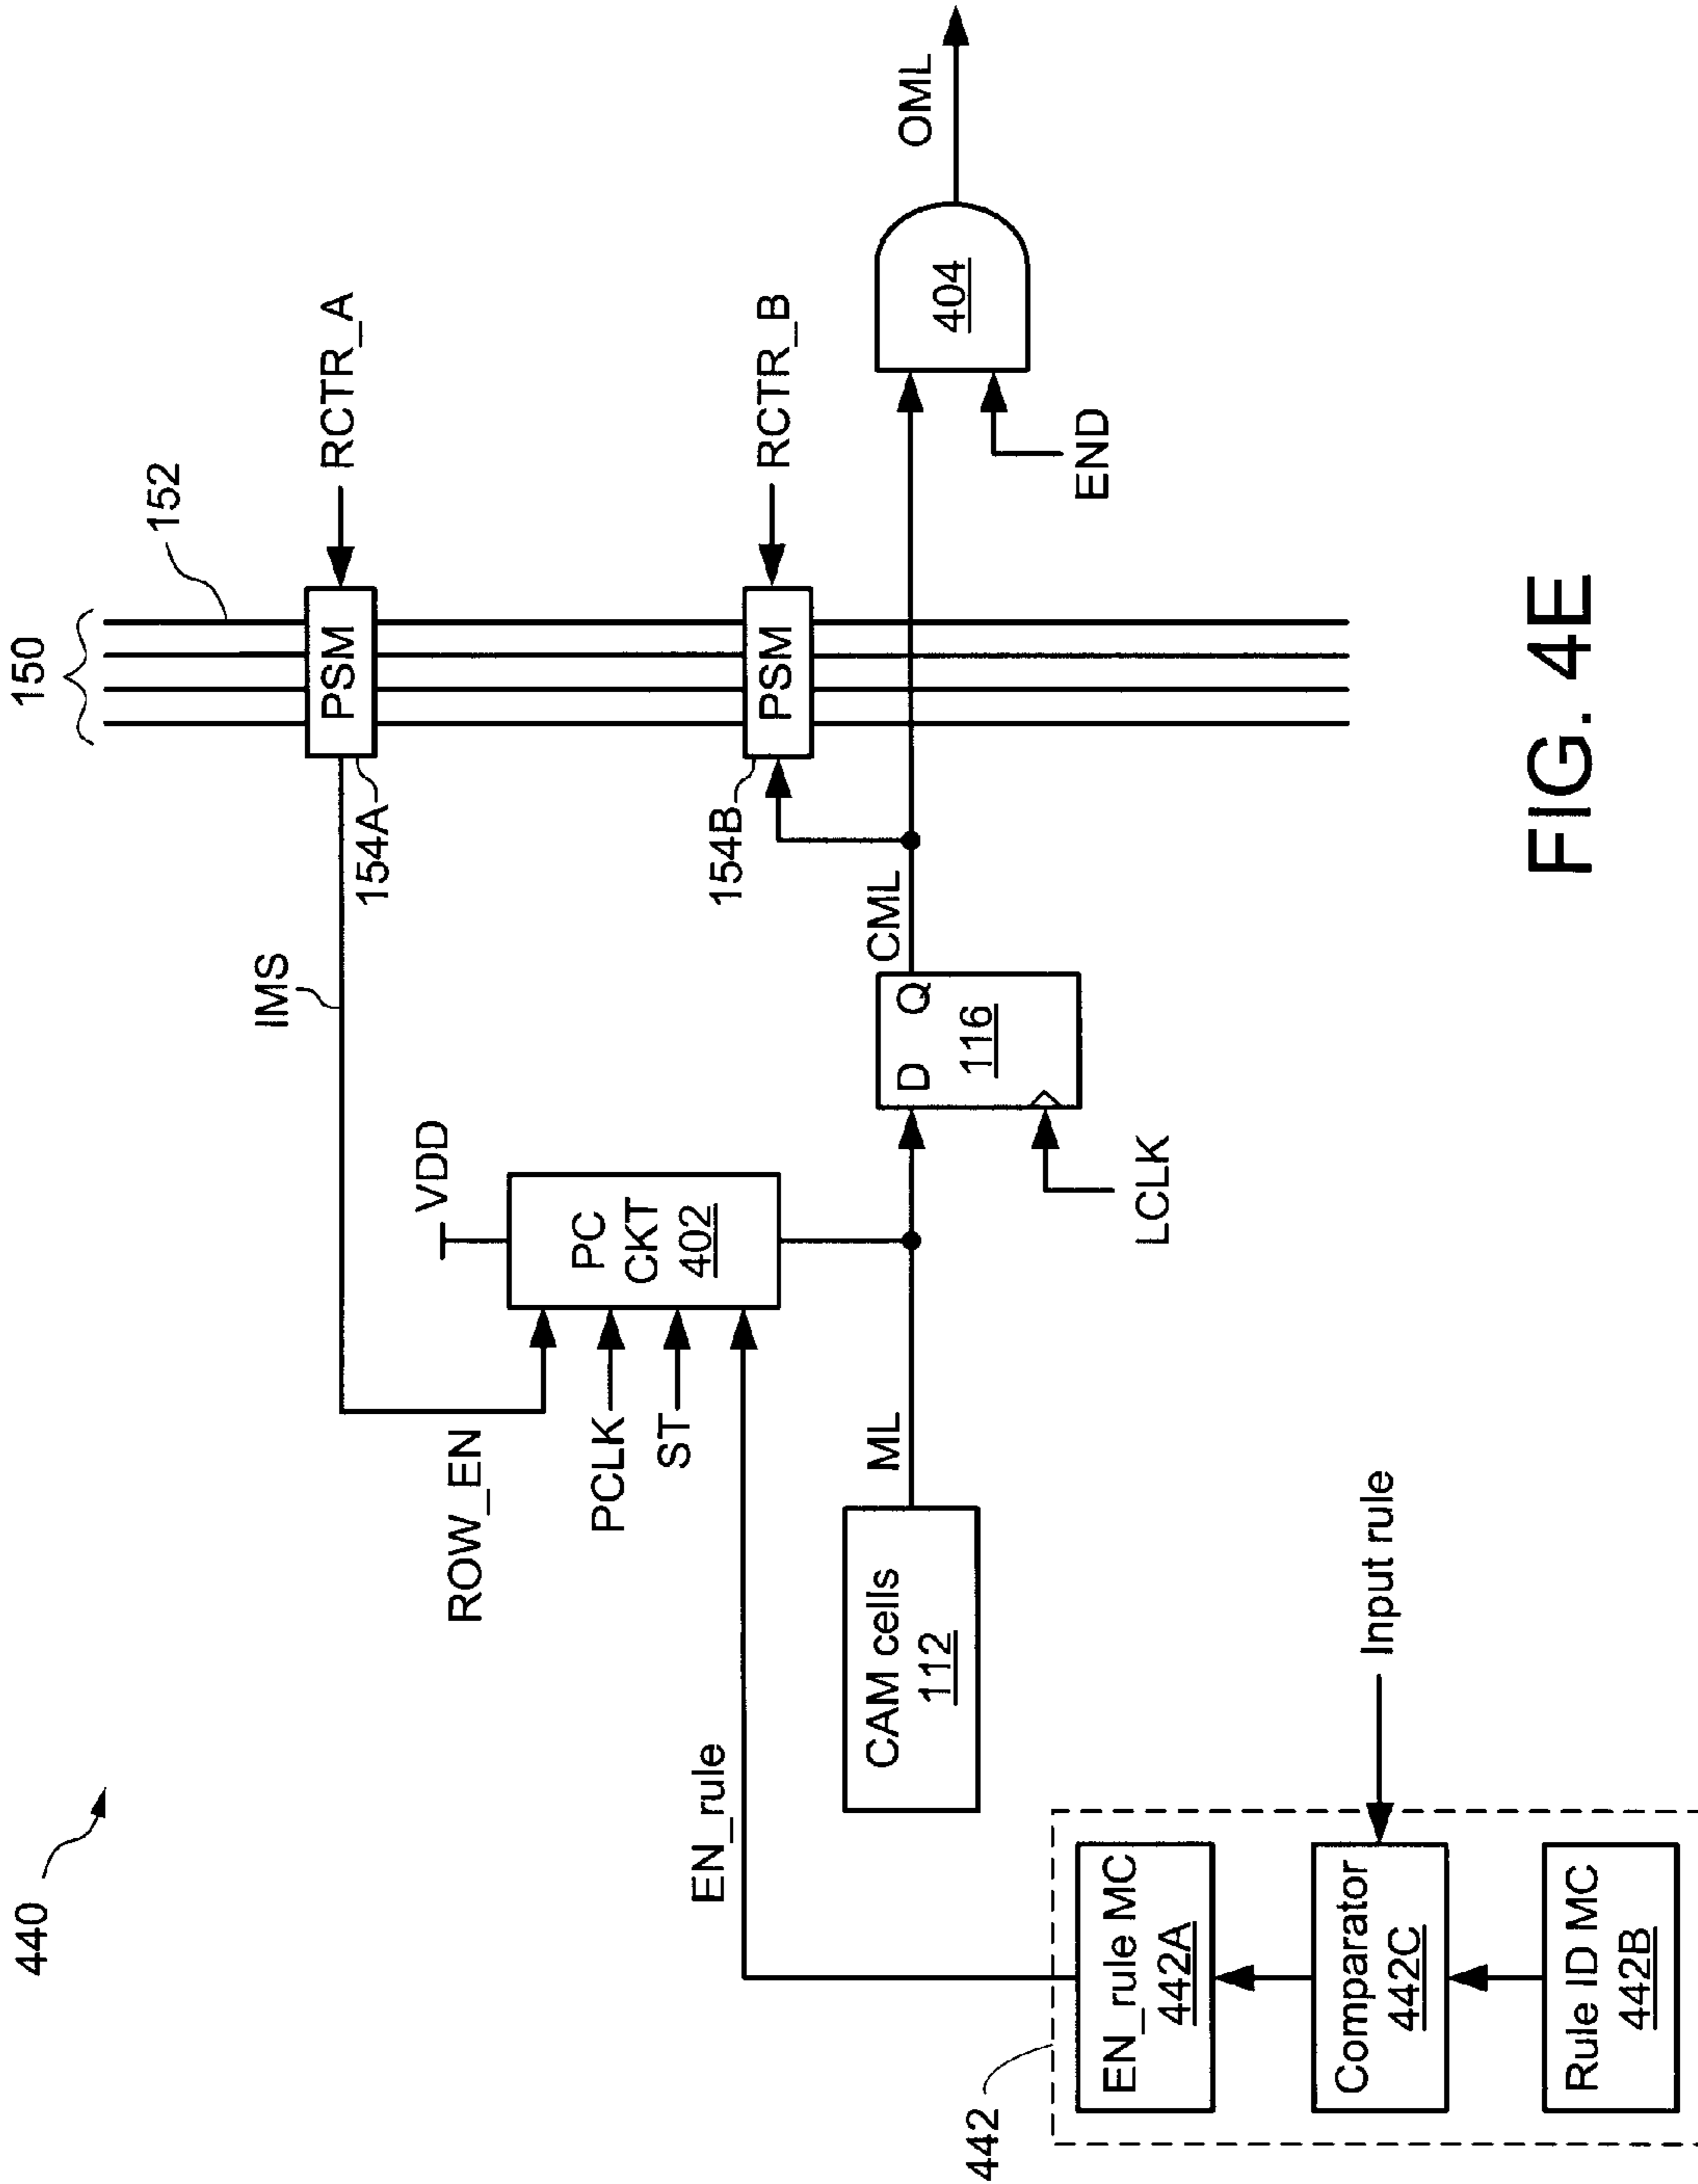 440
150
152
IMS
PSM
RCTR_A
154A
VDD
ROW_EN
PCLK
ST
PC
CKT
402
154B
PSM
RCTR_B
EN_rule
CAM cells
112
ML
D Q
116
LCLK
CML
404
END
OML
442
EN_rule MC
442A
Comparator
442C
Input rule
Rule ID MC
442B
FIG. 4E